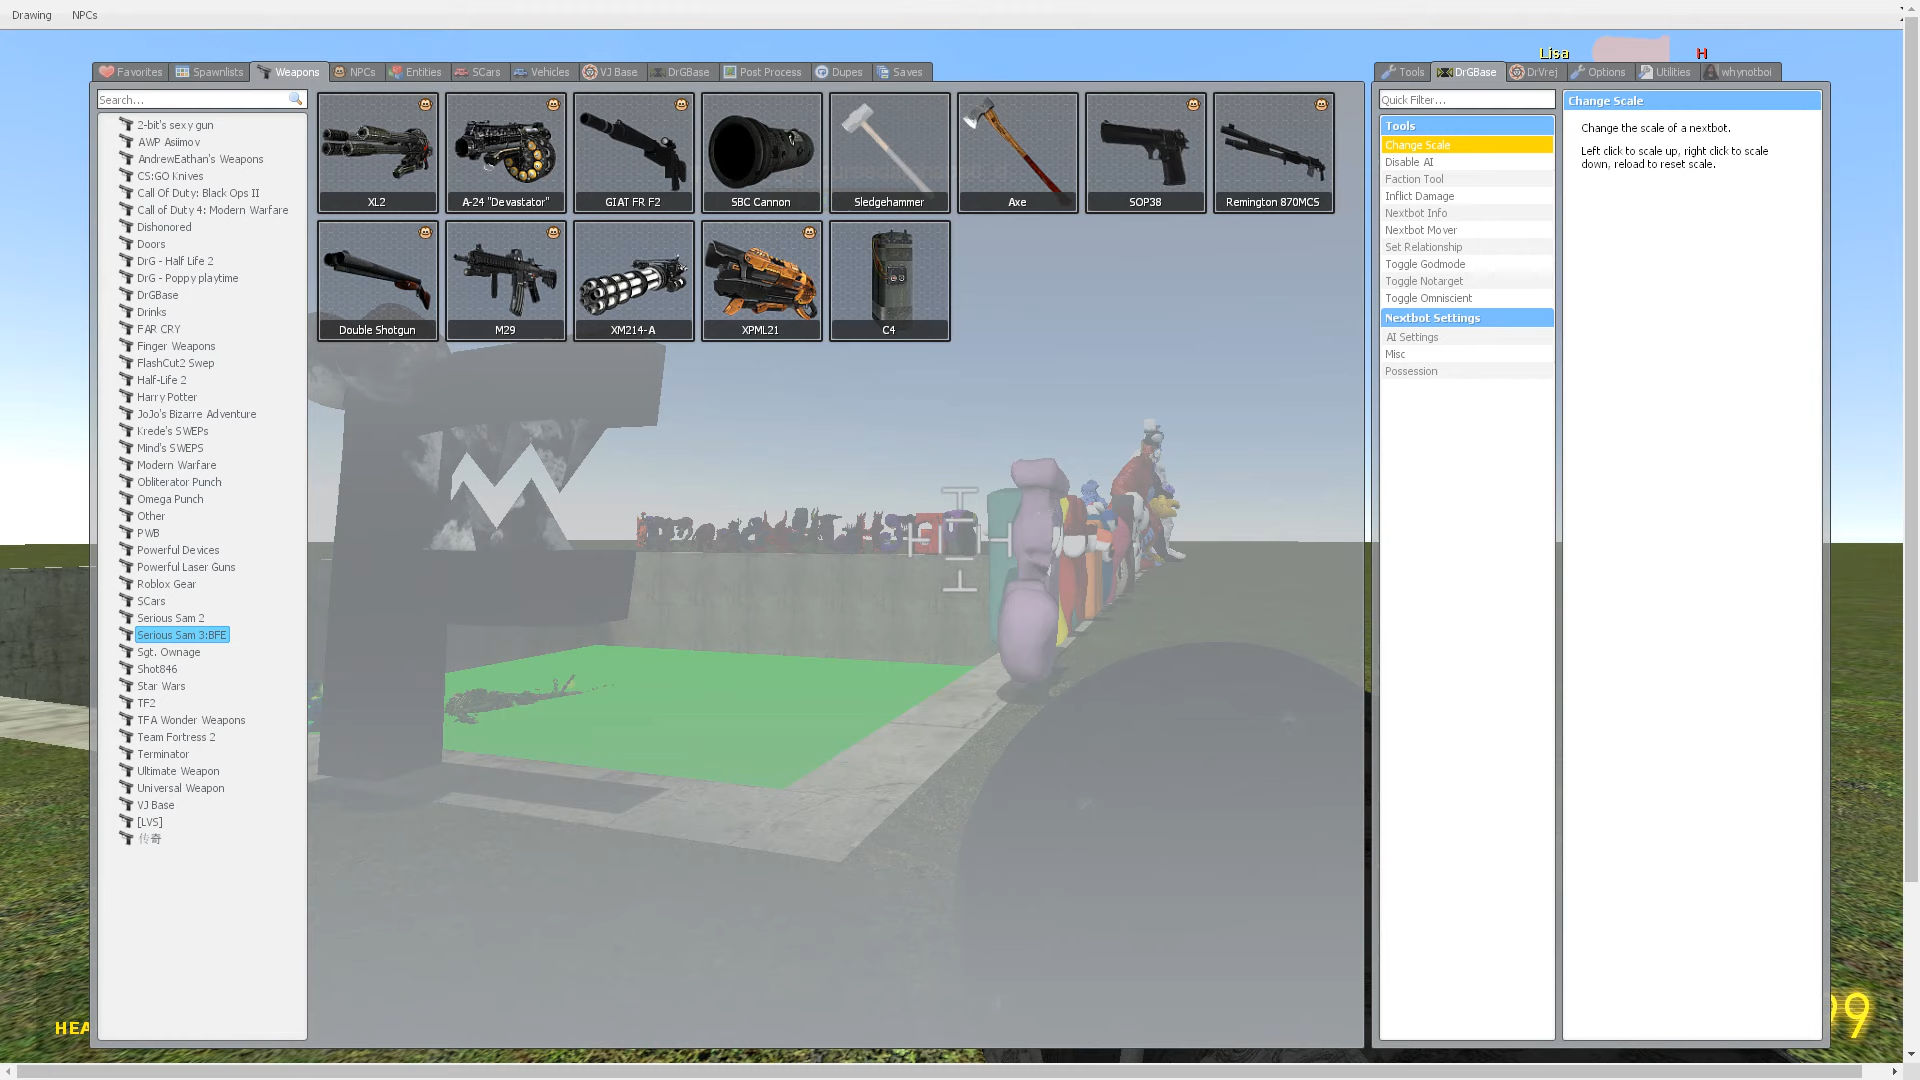 Drawing NPCs
Lisa H
Favorites Spawnlists Weapons NPCs Entities SCars Vehicles VJ Base DrGBase Post Process Dupes Saves
Search...
2-bit's sexy gun
AWP Asiimov
AndrewEathan's Weapons
CS:GO Knives
Call Of Duty: Black Ops II
Call of Duty 4: Modern Warfare
Dishonored
Doors
DrG - Half Life 2
DrG - Poppy playtime
DrGBase
Drinks
FAR CRY
Finger Weapons
FlashCut2 Swep
Half-Life 2
Harry Potter
JoJo's Bizarre Adventure
Krede's SWEPs
Mind's SWEPS
Modern Warfare
Obliterator Punch
Omega Punch
Other
PWB
Powerful Devices
Powerful Laser Guns
Roblox Gear
SCars
Serious Sam 2
Serious Sam 3:BFE
Sgt. Ownage
Shot846
Star Wars
TF2
TFA Wonder Weapons
Team Fortress 2
Terminator
Ultimate Weapon
Universal Weapon
VJ Base
[LVS]
传奇
XL2 A-24 "Devastator" GIAT FR F2 SBC Cannon Sledgehammer Axe SOP38 Remington 870MCS
Double Shotgun M29 XM214-A XPML21 C4
Tools DrGBase DrVrej Options Utilities whynotboi
Quick Filter...
Tools
Change Scale
Disable AI
Faction Tool
Inflict Damage
Nextbot Info
Nextbot Mover
Set Relationship
Toggle Godmode
Toggle Notarget
Toggle Omniscient
Nextbot Settings
AI Settings
Misc
Possession
Change Scale
Change the scale of a nextbot.
Left click to scale up, right click to scale
down, reload to reset scale.
HEA
99